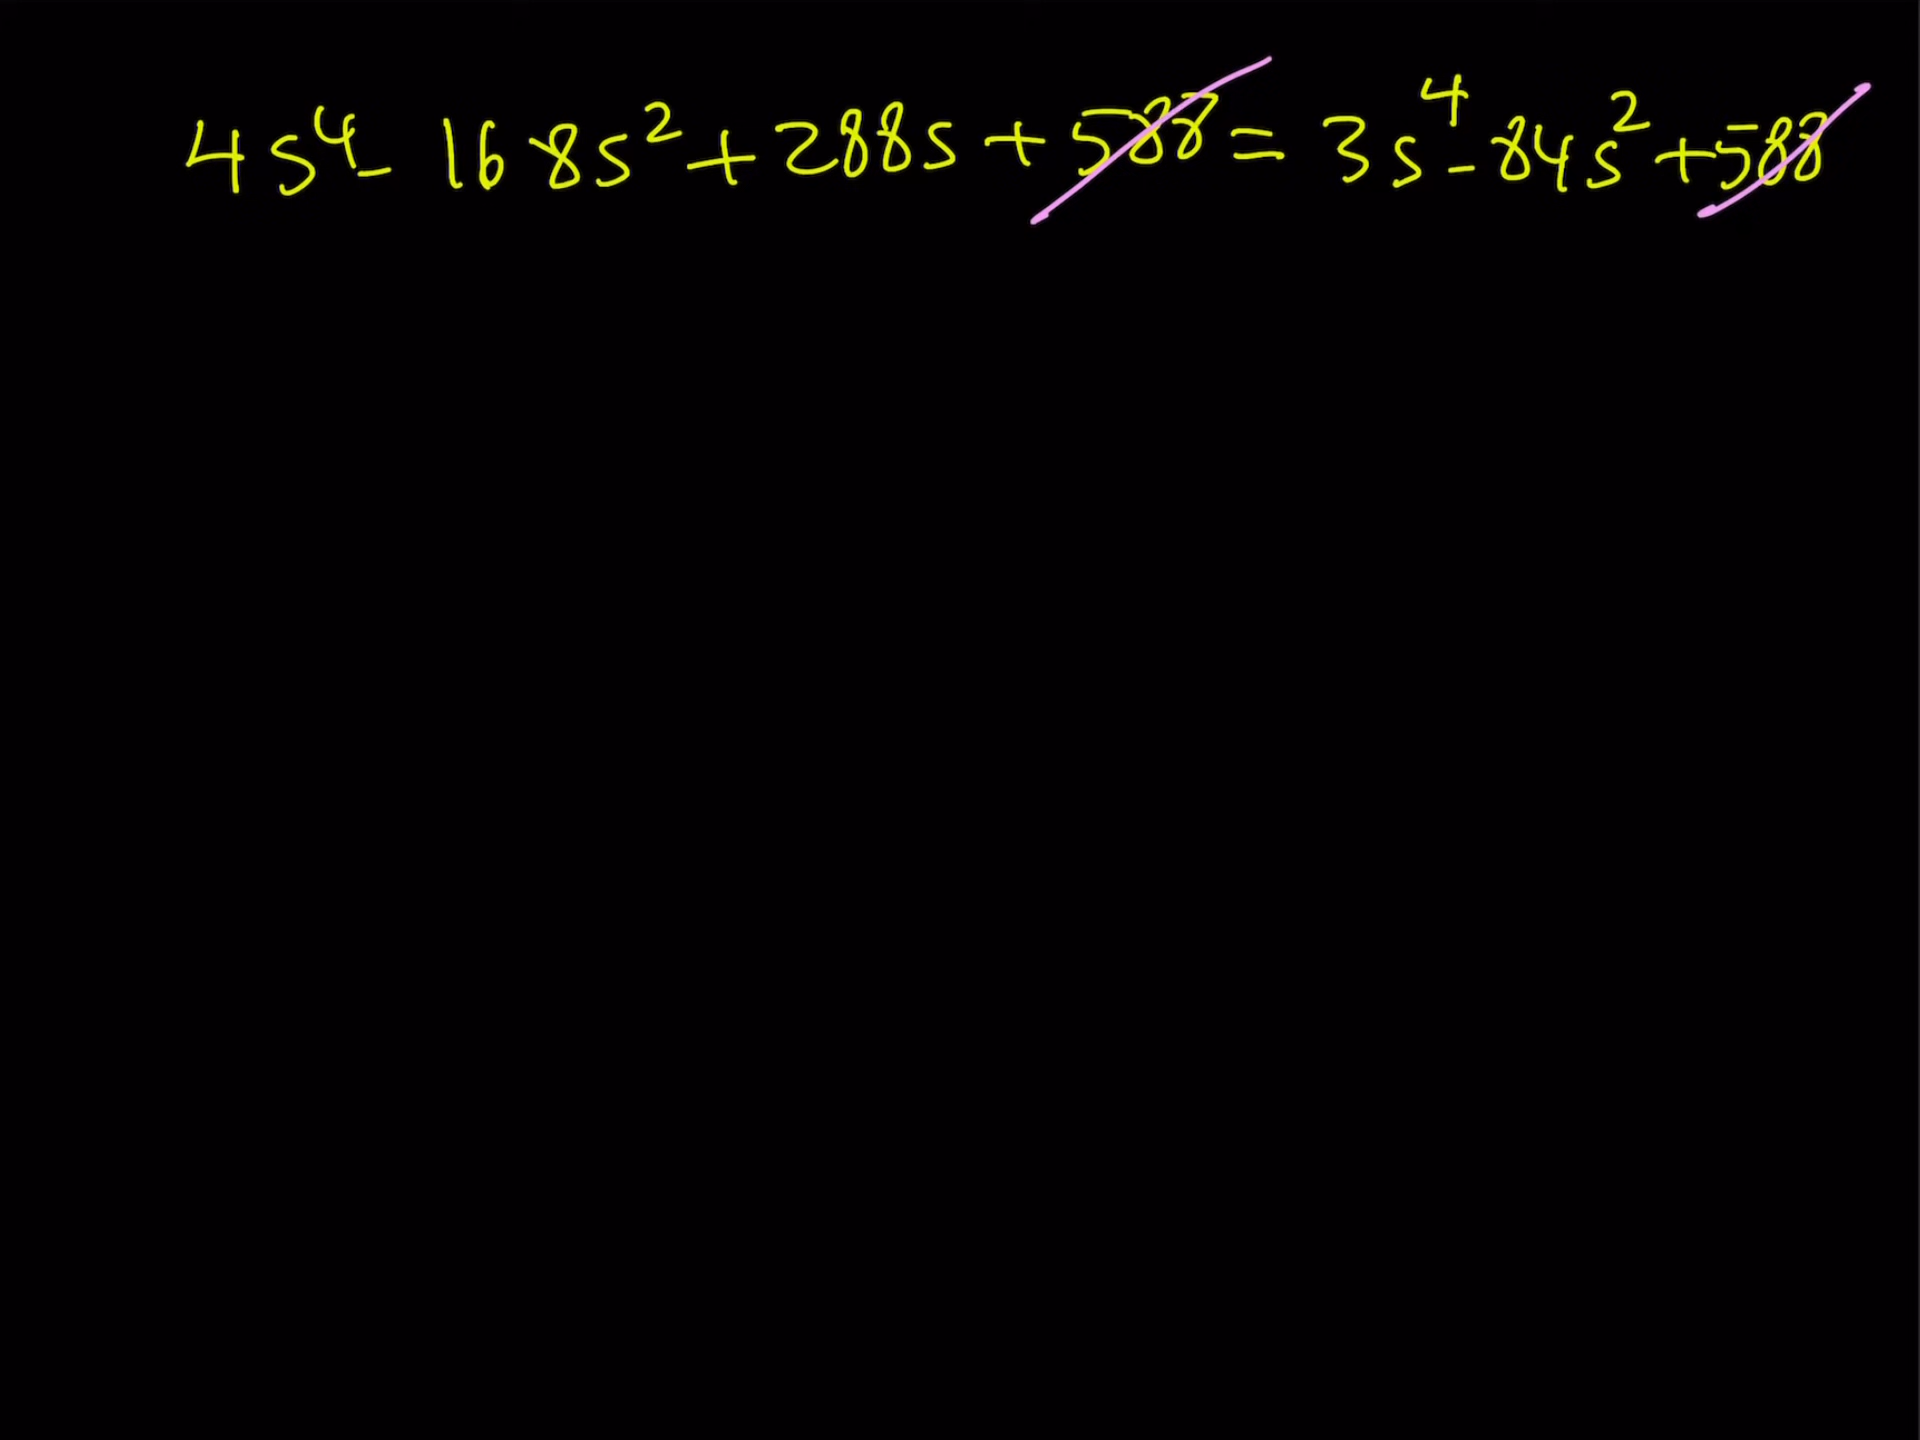 4s⁴ - 168s² + 288s + 588 = 3s⁴ - 84s² + 588